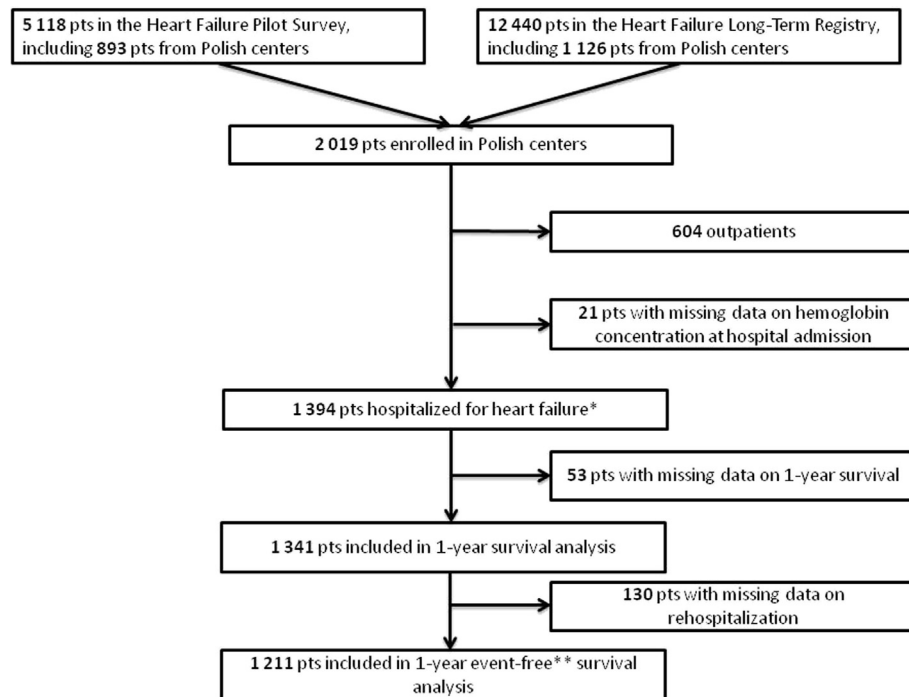 5 118 pts in the Heart Failure Pilot Survey,
including 893 pts from Polish centers
12 440 pts in the Heart Failure Long-Term Registry,
including 1 126 pts from Polish centers
2 019 pts enrolled in Polish centers
604 outpatients
21 pts with missing data on hemoglobin
concentration at hospital admission
1 394 pts hospitalized for heart failure*
53 pts with missing data on 1-year survival
1 341 pts included in 1-year survival analysis
130 pts with missing data on
rehospitalization
1 211 pts included in 1-year event-free** survival
analysis